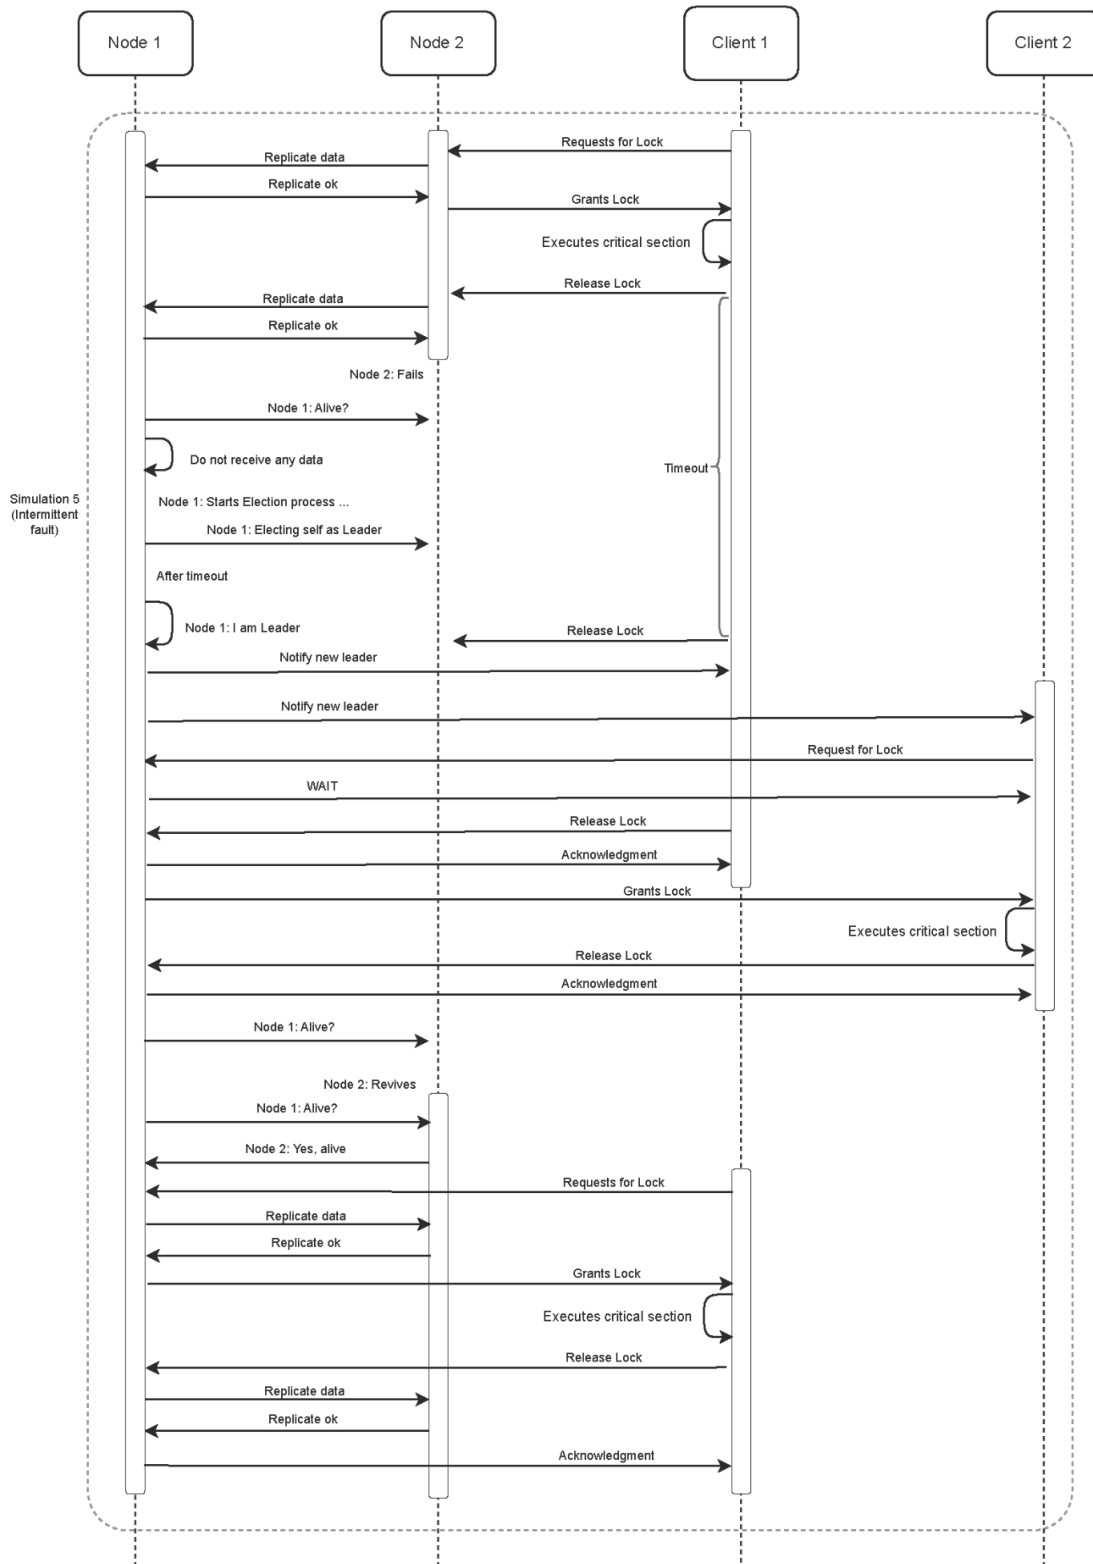 Node 1
Node 2
Client 1
Client 2
Requests for Lock
Replicate data
Replicate ok
Grants Lock
Executes critical section
Release Lock
Replicate data
Replicate ok
Node 2: Fails
Node 1: Alive?
Do not receive any data
Timeout
Simulation 5
(Intermittent
fault)
Node 1: Starts Election process ...
Node 1: Electing self as Leader
After timeout
Node 1: I am Leader
Release Lock
Notify new leader
Notify new leader
Request for Lock
WAIT
Release Lock
Acknowledgment
Grants Lock
Executes critical section
Release Lock
Acknowledgment
Node 1: Alive?
Node 2: Revives
Node 1: Alive?
Node 2: Yes, alive
Requests for Lock
Replicate data
Replicate ok
Grants Lock
Executes critical section
Release Lock
Replicate data
Replicate ok
Acknowledgment